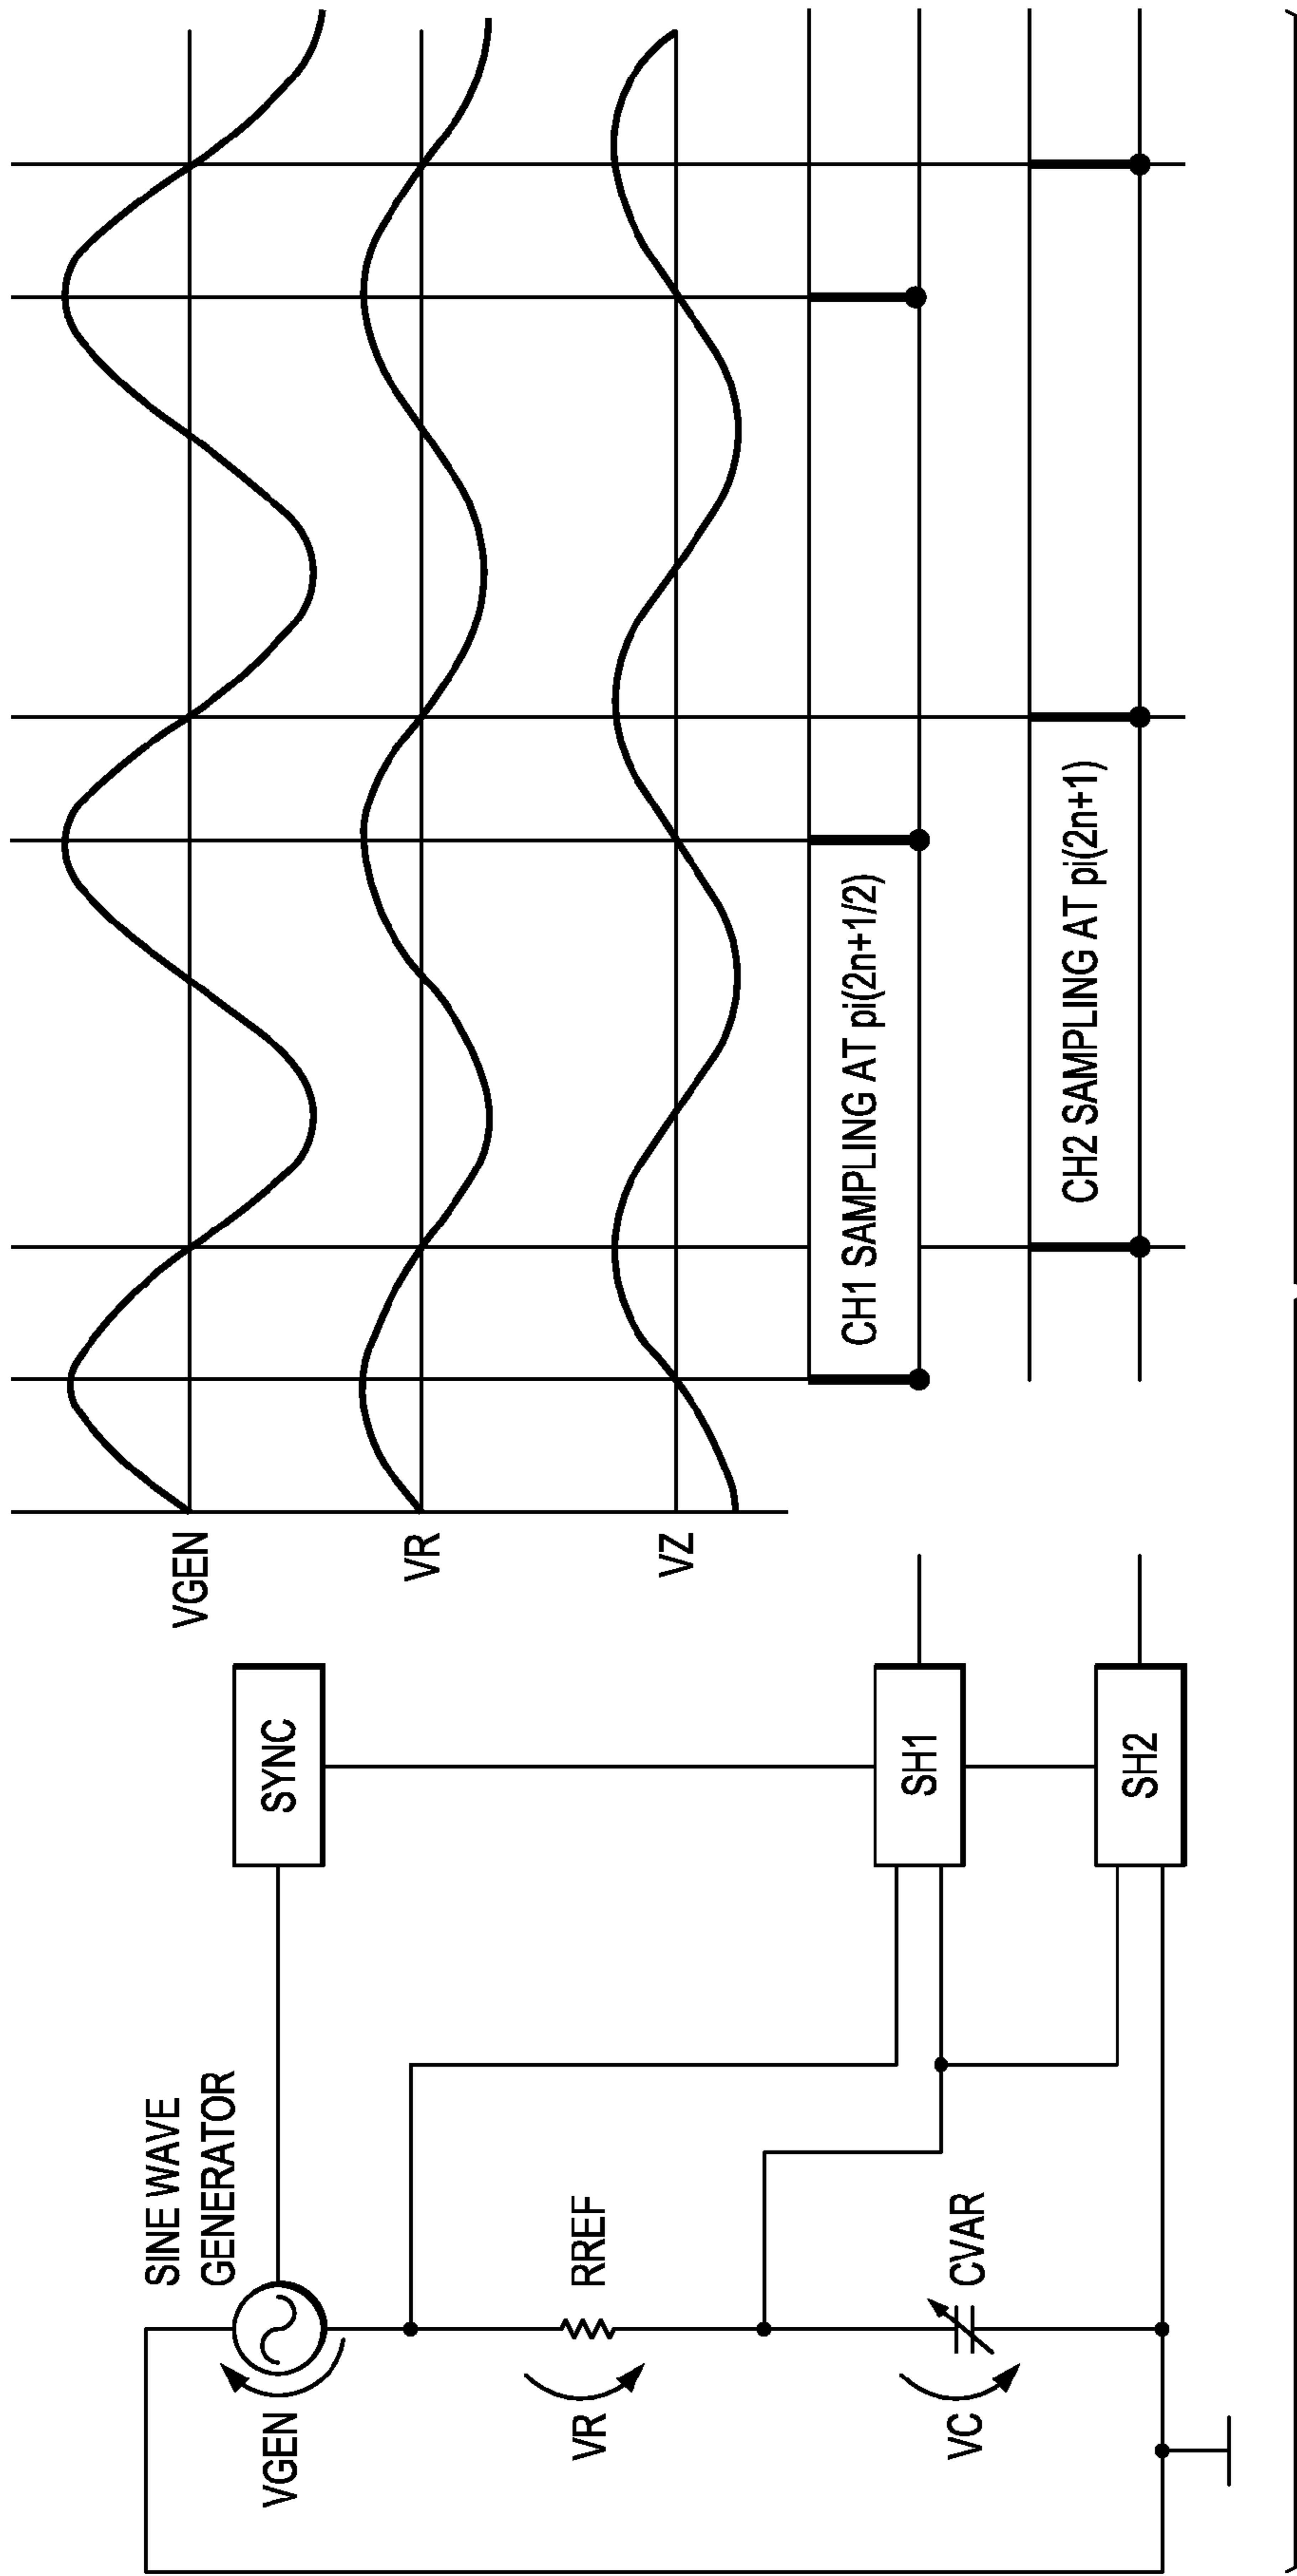 SINE WAVE
GENERATOR
VGEN
SYNC
VR
RREF
VC
CVAR
SH1
SH2
VGEN
VR
VZ
CH1 SAMPLING AT pi(2n+1/2)
CH2 SAMPLING AT pi(2n+1)